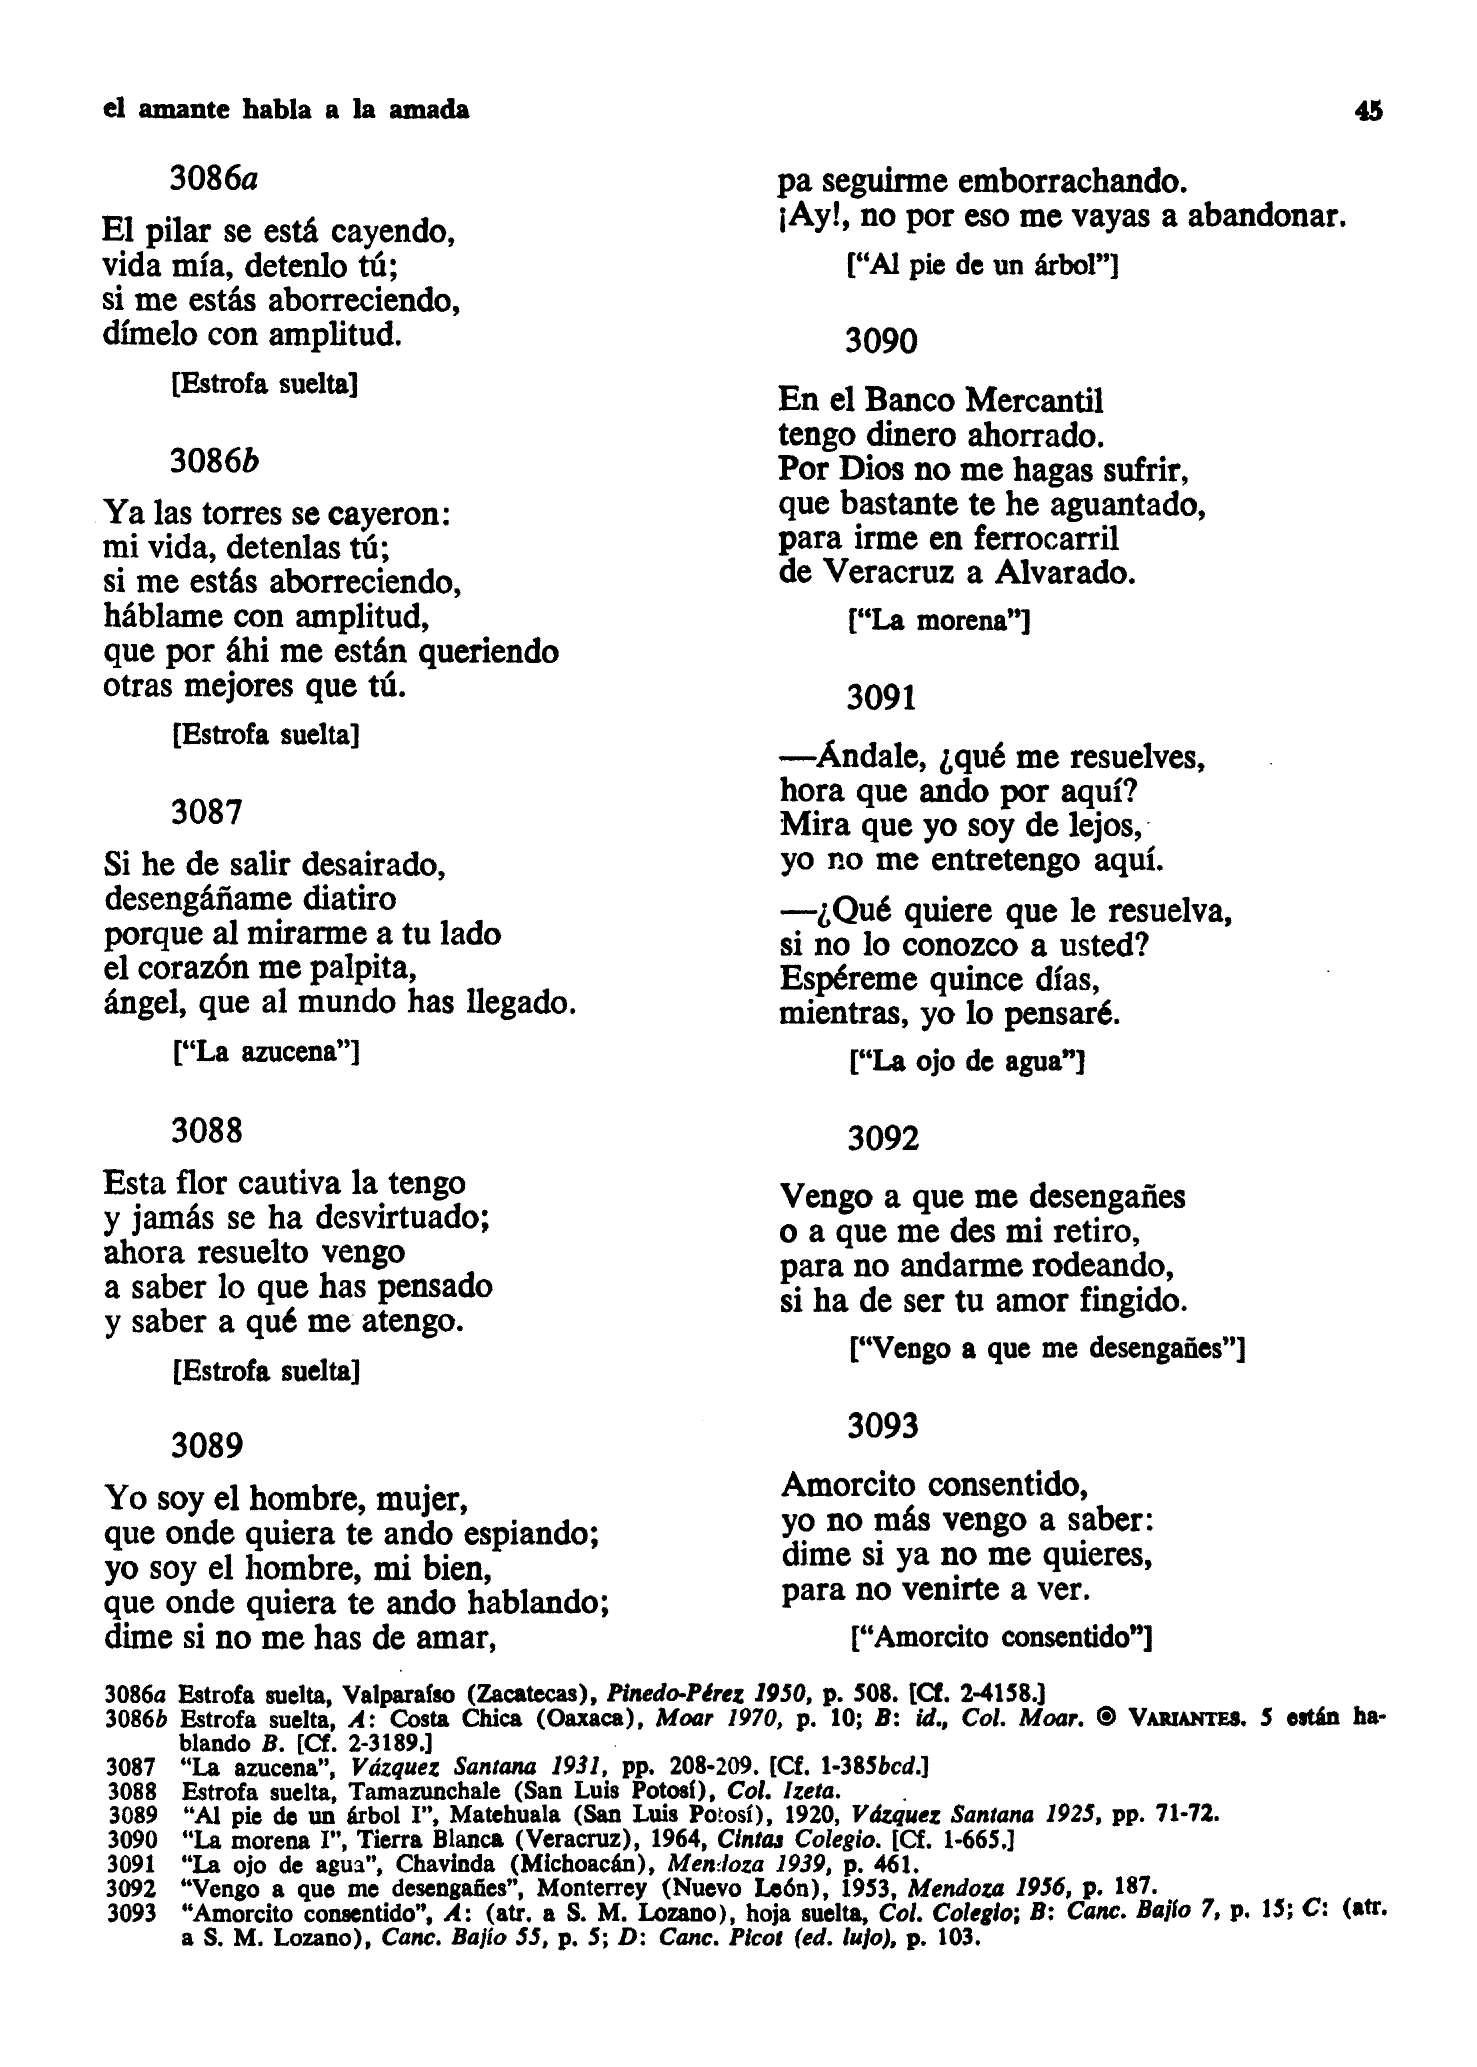 el amante habla a la amada 45
3086a
El pilar se está cayendo,
vida mía, detenlo tú;
si me estás aborreciendo,
dímelo con amplitud.
[Estrofa suelta]
3086b
Ya las torres se cayeron:
mi vida, detenlas tú;
si me estás aborreciendo,
háblame con amplitud,
que por áhi me están queriendo
otras mejores que tú.
[Estrofa suelta]
3087
Si he de salir desairado,
desengáñame diatiro
porque al mirarme a tu lado
el corazón me palpita,
ángel, que al mundo has llegado.
["La azucena"]
3088
Esta flor cautiva la tengo
y jamás se ha desvirtuado;
ahora resuelto vengo
a saber lo que has pensado
y saber a qué me atengo.
[Estrofa suelta]
3089
Yo soy el hombre, mujer,
que onde quiera te ando espiando;
yo soy el hombre, mi bien,
que onde quiera te ando hablando;
dime si no me has de amar,
pa seguirme emborrachando.
¡Ay!, no por eso me vayas a abandonar.
["Al pie de un árbol"]
3090
En el Banco Mercantil
tengo dinero ahorrado.
Por Dios no me hagas sufrir,
que bastante te he aguantado,
para irme en ferrocarril
de Veracruz a Alvarado.
["La morena"]
3091
—Ándale, ¿qué me resuelves,
hora que ando por aquí?
Mira que yo soy de lejos,
yo no me entretengo aquí.
—¿Qué quiere que le resuelva,
si no lo conozco a usted?
Espéreme quince días,
mientras, yo lo pensaré.
["La ojo de agua"]
3092
Vengo a que me desengañes
o a que me des mi retiro,
para no andarme rodeando,
si ha de ser tu amor fingido.
["Vengo a que me desengañes"]
3093
Amorcito consentido,
yo no más vengo a saber:
dime si ya no me quieres,
para no venirte a ver.
["Amorcito consentido"]
3086a Estrofa suelta, Valparaíso (Zacatecas), Pinedo-Pérez 1950, p. 508. [Cf. 2-4158.]
3086b Estrofa suelta, A: Costa Chica (Oaxaca), Moar 1970, p. 10; B: id., Col. Moar. ⊚ VARIANTES. 5 están ha-
blando B. [Cf. 2-3189.]
3087 "La azucena", Vázquez Santana 1931, pp. 208-209. [Cf. 1-385bcd.]
3088 Estrofa suelta, Tamazunchale (San Luis Potosí), Col. Izeta.
3089 "Al pie de un árbol I", Matehuala (San Luis Potosí), 1920, Vázquez Santana 1925, pp. 71-72.
3090 "La morena I", Tierra Blanca (Veracruz), 1964, Cintas Colegio. [Cf. 1-665.]
3091 "La ojo de agua", Chavinda (Michoacán), Mendoza 1939, p. 461.
3092 "Vengo a que me desengañes", Monterrey (Nuevo León), 1953, Mendoza 1956, p. 187.
3093 "Amorcito consentido", A: (atr. a S. M. Lozano), hoja suelta, Col. Colegio; B: Canc. Bajío 7, p. 15; C: (atr.
a S. M. Lozano), Canc. Bajío 55, p. 5; D: Canc. Picot (ed. lujo), p. 103.